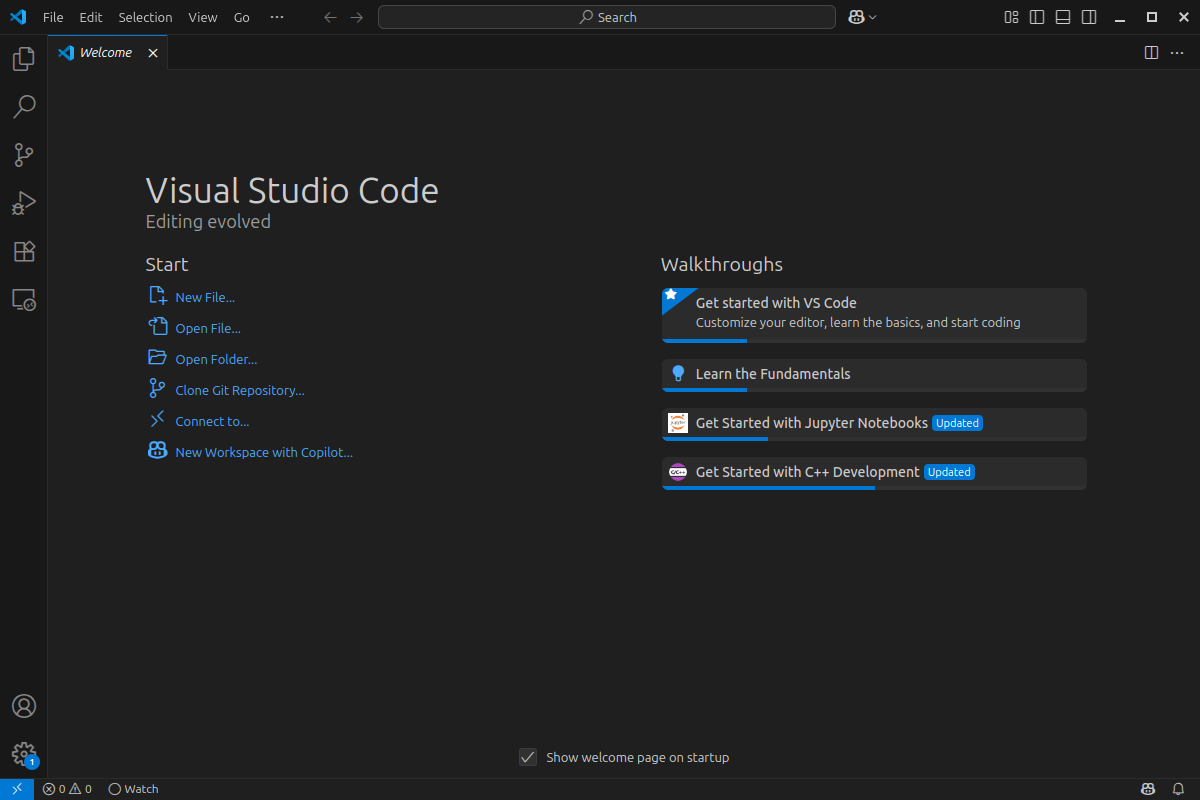 File Edit Selection View Go
Search
Welcome
Visual Studio Code
Editing evolved
Start
New File...
Open File...
Open Folder...
Clone Git Repository...
Connect to...
New Workspace with Copilot...
Walkthroughs
Get started with VS Code
Customize your editor, learn the basics, and start coding
Learn the Fundamentals
jupyter Get Started with Jupyter Notebooks Updated
C/C++ Get Started with C++ Development Updated
1
Show welcome page on startup
0 0 Watch